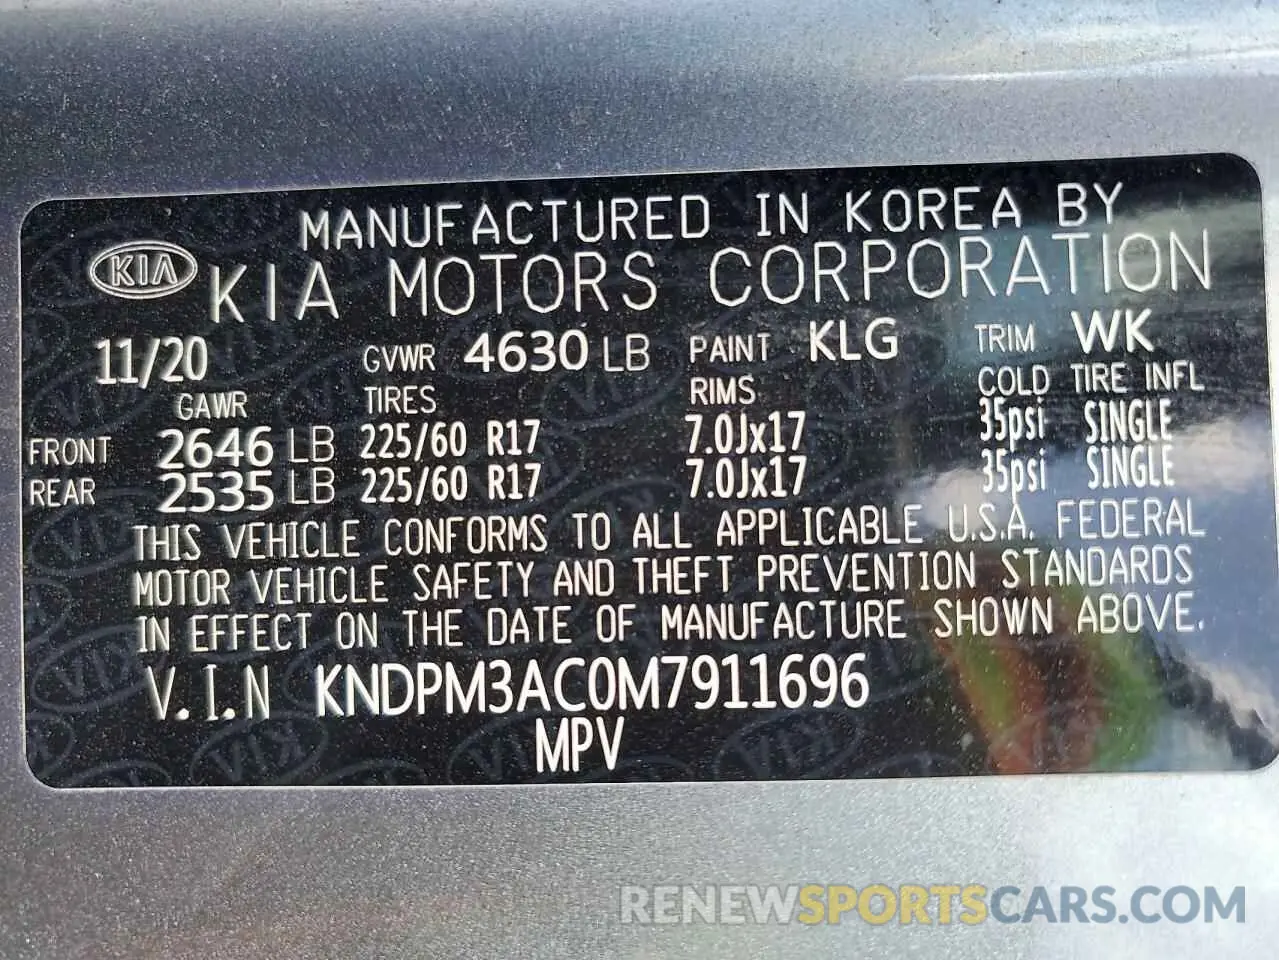 MANUFACTURED IN KOREA BY
KIA KIA MOTORS CORPORATION
11/20 GVWR 4630 LB PAINT KLG TRIM WK
GAWR TIRES RIMS COLD TIRE INFL
FRONT 2646 LB 225/60 R17 7.0Jx17 35psi SINGLE
REAR 2535 LB 225/60 R17 7.0Jx17 35psi SINGLE
THIS VEHICLE CONFORMS TO ALL APPLICABLE U.S.A. FEDERAL
MOTOR VEHICLE SAFETY AND THEFT PREVENTION STANDARDS
IN EFFECT ON THE DATE OF MANUFACTURE SHOWN ABOVE.
V.I.N KNDPM3AC0M7911696
MPV
RENEWSPORTSCARS.COM